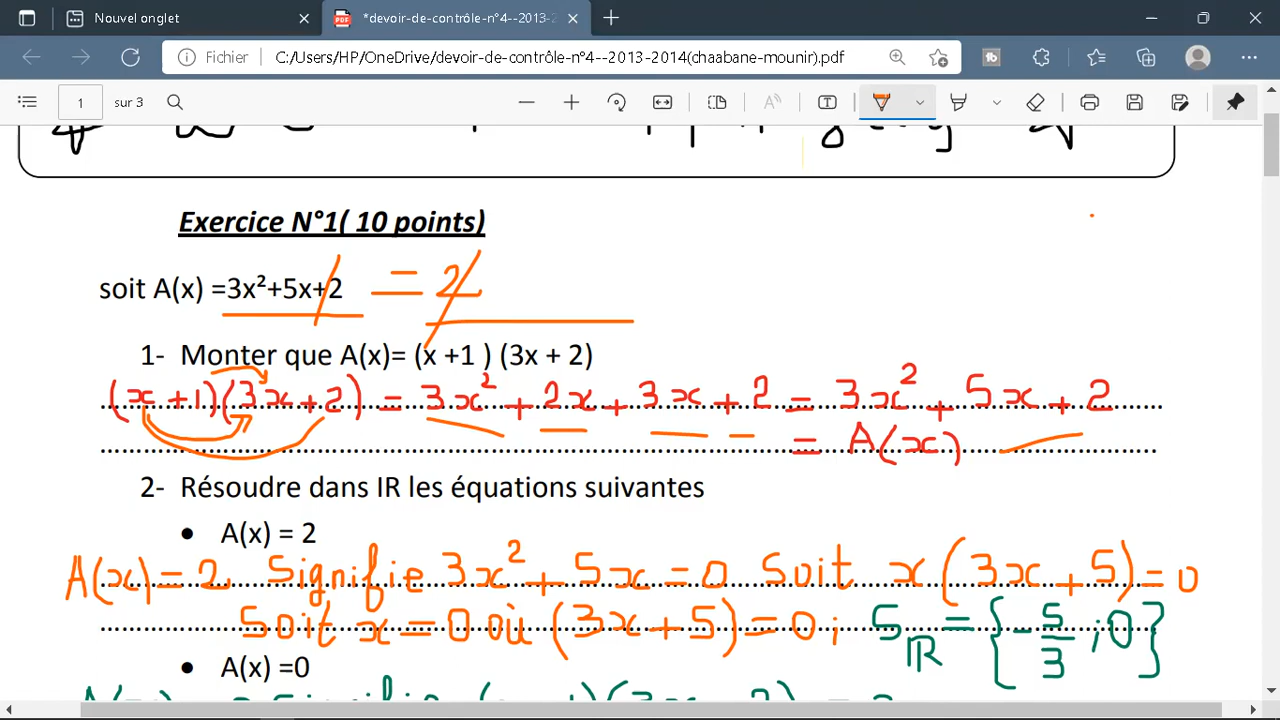 Nouvel onglet
*devoir-de-contrôle-n°4--2013-2
Fichier
C:/Users/HP/OneDrive/devoir-de-contrôle-n°4--2013-2014(chaabane-mounir).pdf
1 sur 3
Exercice N°1( 10 points)
soit A(x) =3x²+5x+2 = 2
1- Monter que A(x)= (x +1 ) (3x + 2)
(x+1)(3x+2) = 3x² + 2x + 3x + 2 = 3x² + 5x + 2
= A(x)
2- Résoudre dans IR les équations suivantes
• A(x) = 2
A(x) = 2 Signifie 3x² + 5x = 0 Soit x(3x+5) = 0
Soit x = 0 où (3x+5) = 0 ; S_IR = {-5/3 ; 0}
• A(x) =0